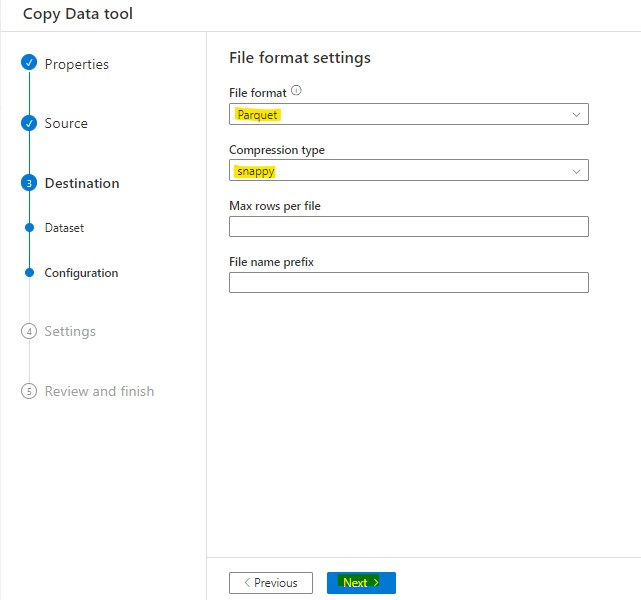 Copy Data tool
Properties
Source
3 Destination
Dataset
Configuration
4 Settings
5 Review and finish
File format settings
File format
Parquet
Compression type
snappy
Max rows per file
File name prefix
< Previous
Next >